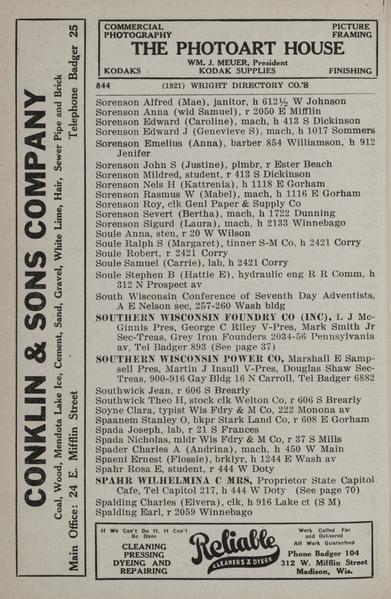 COMMERCIAL PHOTOGRAPHY
PICTURE FRAMING
THE PHOTOART HOUSE
WM. J. MEUER, President
KODAKS KODAK SUPPLIES FINISHING
844 (1921) WRIGHT DIRECTORY CO.'S
Sorenson Alfred (Mae), janitor, h 612½ W Johnson
Sorenson Anna (wid Samuel), r 2050 E Mifflin
Sorenson Edward (Caroline), mach, h 413 S Dickinson
Sorenson Edward J (Genevieve S), mach, h 1017 Sommers
Sorenson Emelius (Anna), barber 854 Williamson, h 912
Jenifer
Sorenson John S (Justine), plmbr, r Ester Beach
Sorenson Mildred, student, r 413 S Dickinson
Sorenson Nels H (Kattrenia), h 1118 E Gorham
Sorenson Rasmus W (Mabel), mach, h 1116 E Gorham
Sorenson Roy, clk Genl Paper & Supply Co
Sorenson Severt (Bertha), mach, h 1722 Dunning
Sorenson Sigurd (Laura), mach, h 2133 Winnebago
Soule Anna, sten, r 20 W Wilson
Soule Ralph S (Margaret), tinner S-M Co, h 2421 Corry
Soule Robert, r 2421 Corry
Soule Samuel (Carrie), lab, h 2421 Corry
Soule Stephen B (Hattie E), hydraulic eng R R Comm, h
312 N Prospect av
South Wisconsin Conference of Seventh Day Adventists,
A E Nelson sec, 257-260 Wash bldg
SOUTHERN WISCONSIN FOUNDRY CO (INC), L J Mc-
Ginnis Pres, George C Riley V-Pres, Mark Smith Jr
Sec-Treas, Grey Iron Founders 2034-56 Pennsylvania
av, Tel Badger 893 (See page 37)
SOUTHERN WISCONSIN POWER CO, Marshall E Samp-
sell Pres, Martin J Insull V-Pres, Douglas Shaw Sec-
Treas, 900-916 Gay Bldg 16 N Carroll, Tel Badger 6882
Southwick Jean, r 606 S Brearly
Southwick Theo H, stock clk Welton Co, r 606 S Brearly
Soyne Clara, typist Wis Fdry & M Co, 222 Monona av
Spaanem Stanley O, bkpr Stark Land Co, r 608 E Gorham
Spada Joseph, lab, r 21 S Frances
Spada Nicholas, mldr Wis Fdry & M Co, r 37 S Mills
Spader Charles A (Andrina), mach, h 450 W Main
Spaeni Ernest (Flossie), brklyr, h 1244 E Wash av
Spahr Rosa E, student, r 444 W Doty
SPAHR WILHELMINA C MRS, Proprietor State Capitol
Cafe, Tel Capitol 217, h 444 W Doty (See page 70)
Spalding Charles (Elvera), clk, h 916 Lake ct (S M)
Spalding Earl, r 2059 Winnebago
If We Can't Do It, It Can't
Be Done
CLEANING
PRESSING
DYEING AND
REPAIRING
Reliable
CLEANERS & DYERS
Work Called For
and Delivered
All Work Guaranteed
Phone Badger 104
312 W. Mifflin Street
Madison, Wis.
CONKLIN & SONS COMPANY
Coal, Wood, Mendota Lake Ice, Cement, Sand, Gravel, White Lime, Hair, Sewer Pipe and Brick
Main Office: 24 E. Mifflin Street Telephone Badger 25